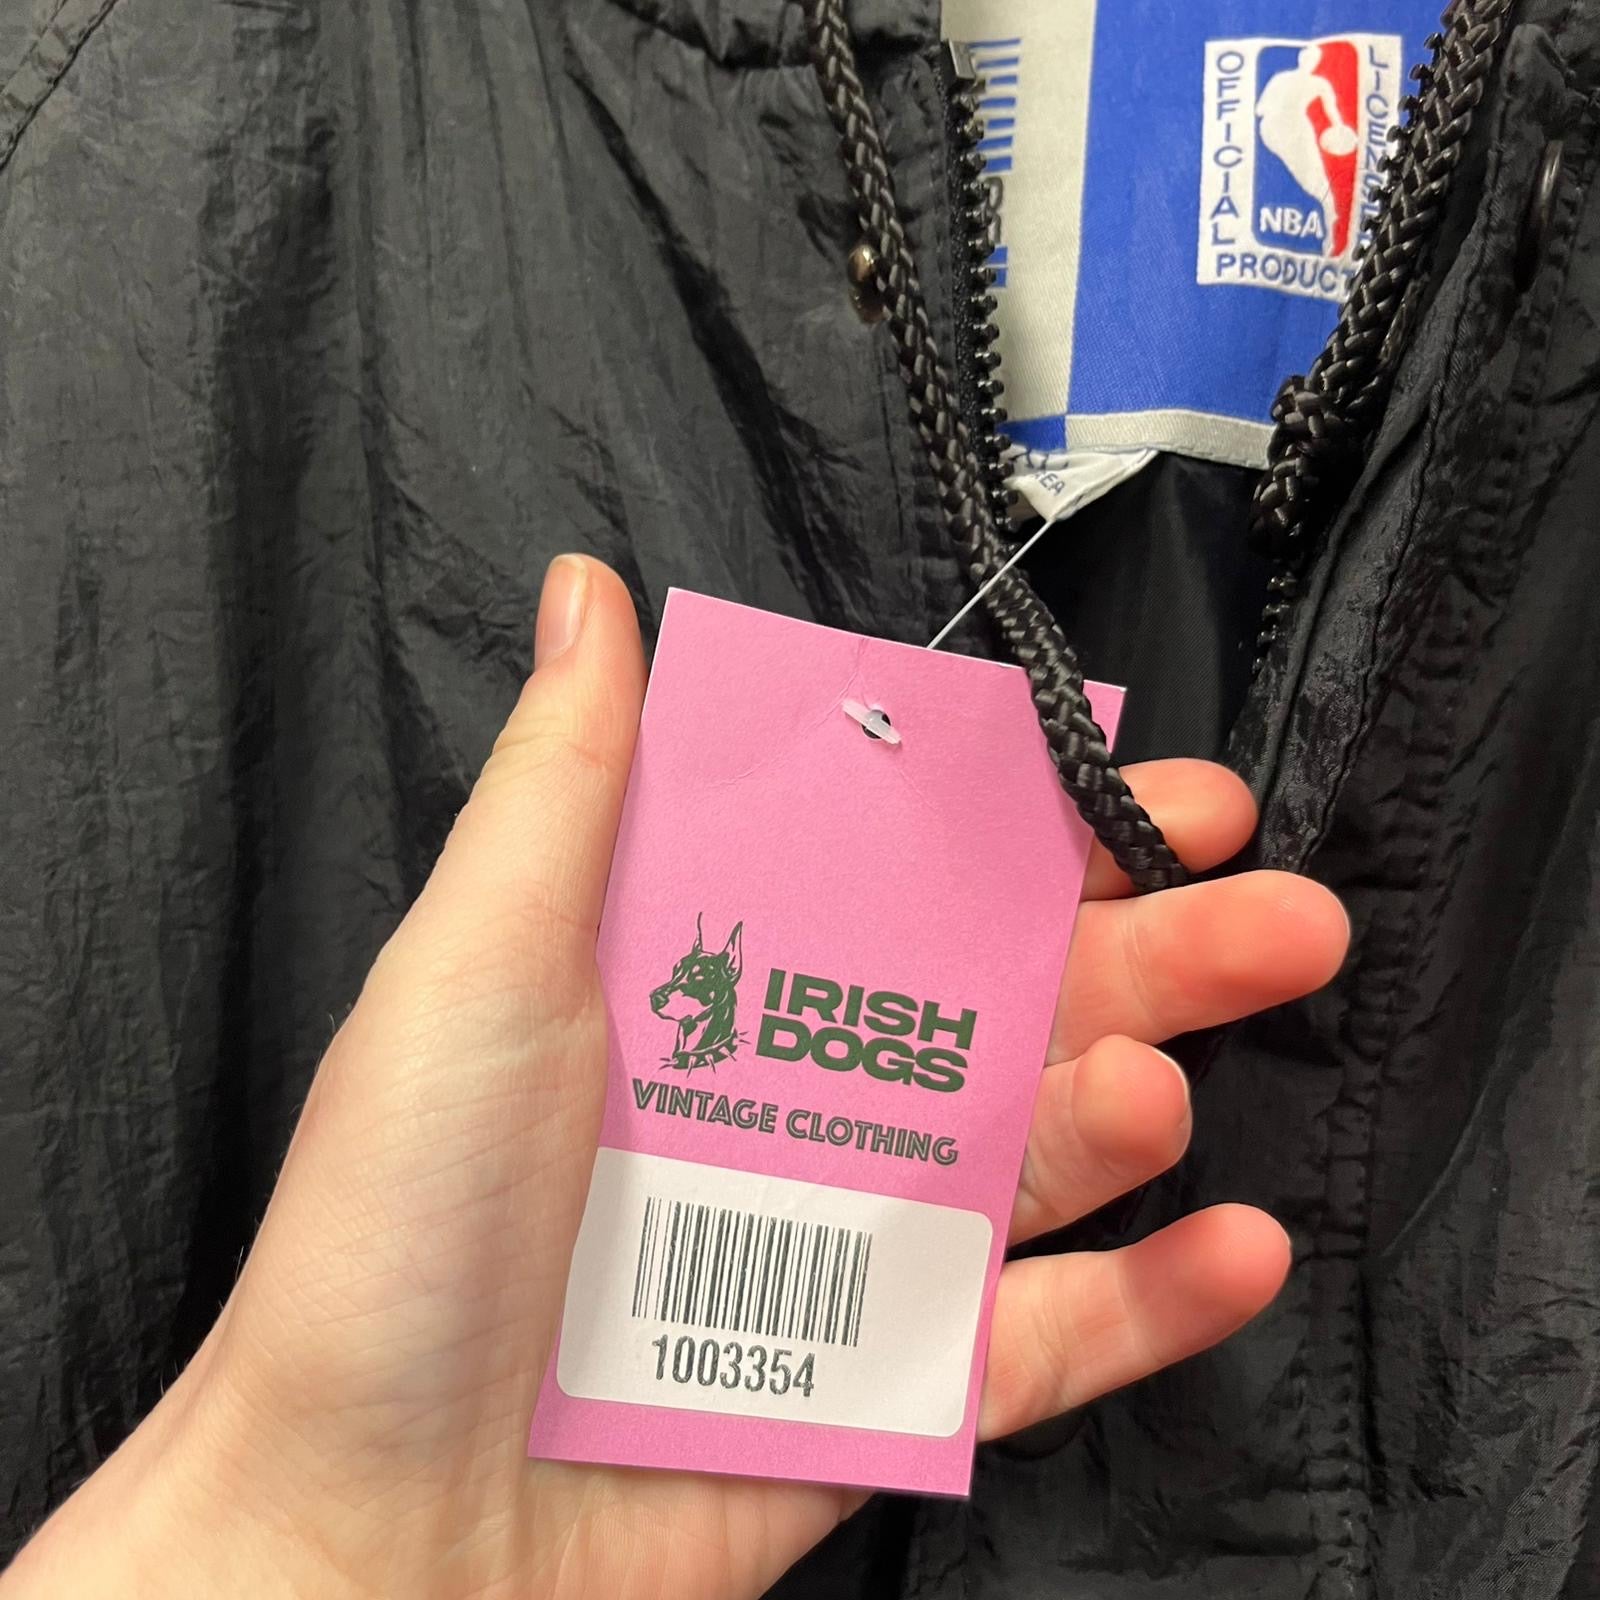 OFFICIAL
LICENSED
NBA
PRODUCT
IRISH
DOGS
VINTAGE CLOTHING
1003354